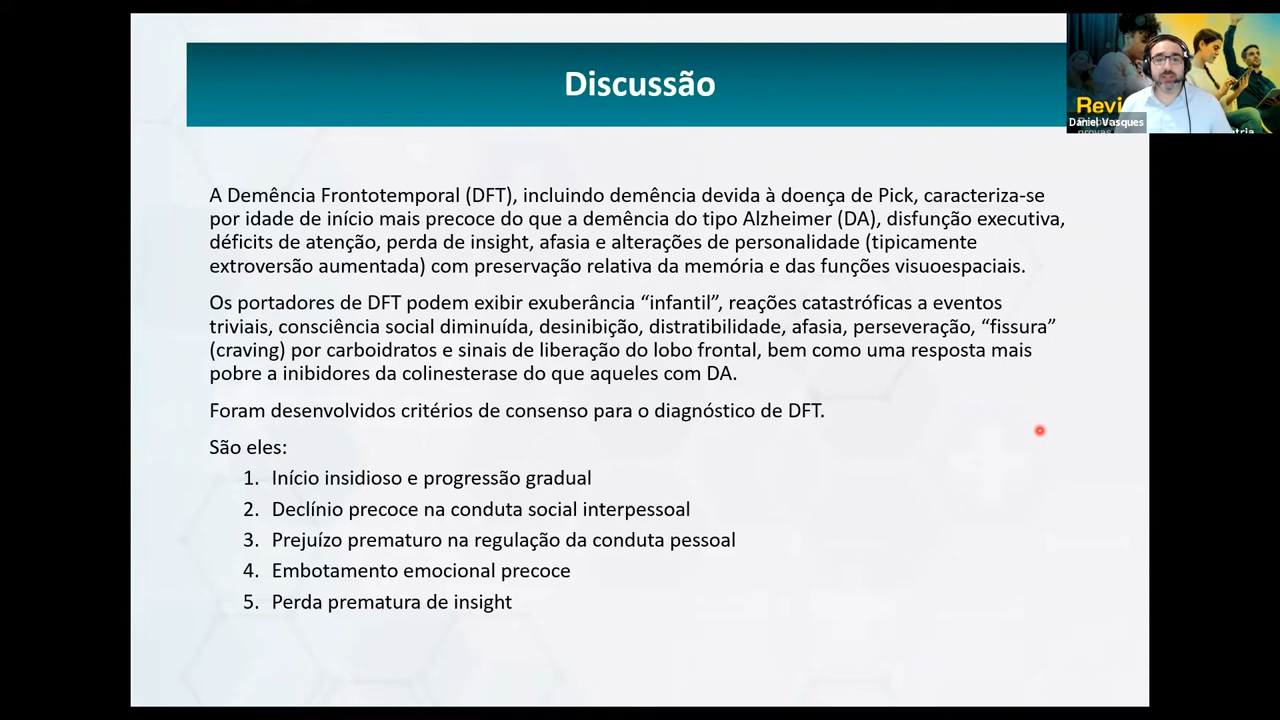 Discussão
Revi
Daniel Vasques
A Demência Frontotemporal (DFT), incluindo demência devida à doença de Pick, caracteriza-se
por idade de início mais precoce do que a demência do tipo Alzheimer (DA), disfunção executiva,
déficits de atenção, perda de insight, afasia e alterações de personalidade (tipicamente
extroversão aumentada) com preservação relativa da memória e das funções visuoespaciais.
Os portadores de DFT podem exibir exuberância “infantil”, reações catastróficas a eventos
triviais, consciência social diminuída, desinibição, distratibilidade, afasia, perseveração, “fissura”
(craving) por carboidratos e sinais de liberação do lobo frontal, bem como uma resposta mais
pobre a inibidores da colinesterase do que aqueles com DA.
Foram desenvolvidos critérios de consenso para o diagnóstico de DFT.
São eles:
1. Início insidioso e progressão gradual
2. Declínio precoce na conduta social interpessoal
3. Prejuízo prematuro na regulação da conduta pessoal
4. Embotamento emocional precoce
5. Perda prematura de insight